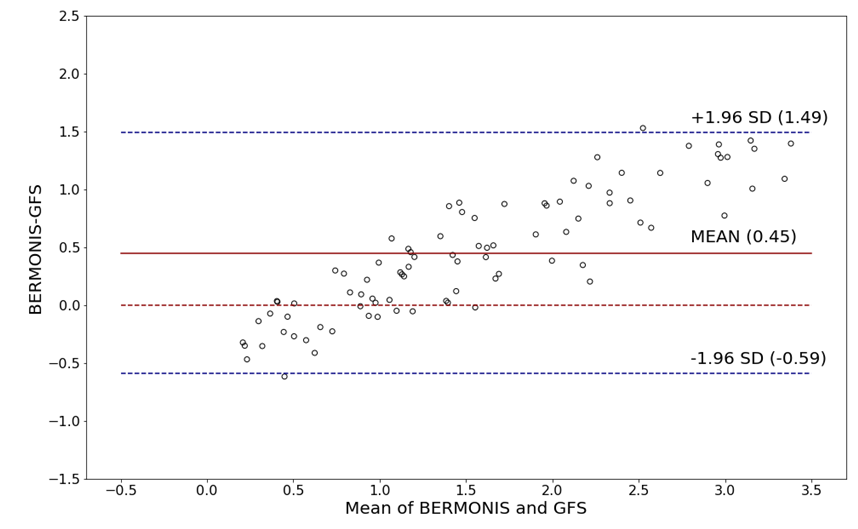 2.5
2.0
1.5
1.0
0.5
0.0
−0.5
−1.0
−1.5
BERMONIS-GFS
+1.96 SD (1.49)
MEAN (0.45)
-1.96 SD (-0.59)
−0.5 0.0 0.5 1.0 1.5 2.0 2.5 3.0 3.5
Mean of BERMONIS and GFS